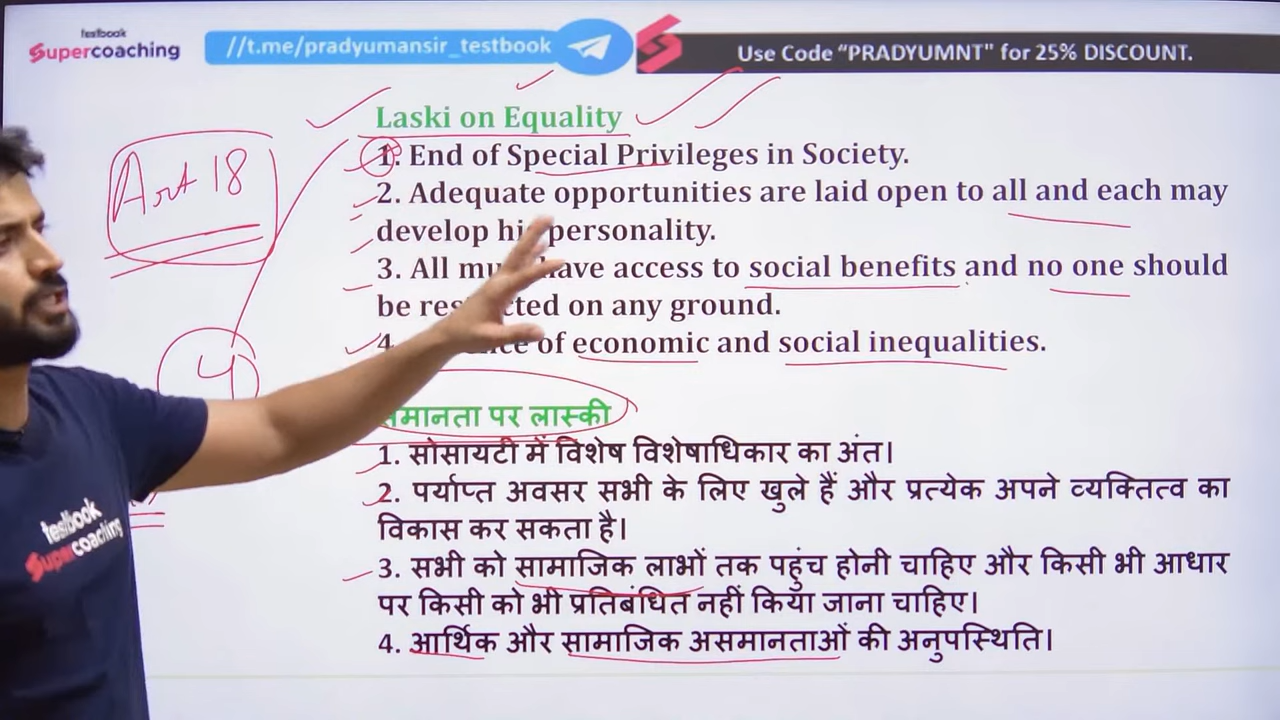 testbook
Supercoaching
//t.me/pradyumansir_testbook
Use Code "PRADYUMNT" for 25% DISCOUNT.
Laski on Equality
1. End of Special Privileges in Society.
2. Adequate opportunities are laid open to all and each may
develop his personality.
3. All have access to social benefits and no one should
be on any ground.
4. of economic and social inequalities.
Art 18
4
समानता पर लास्की
1. सोसायटी में विशेष विशेषाधिकार का अंत।
2. पर्याप्त अवसर सभी के लिए खुले हैं और प्रत्येक अपने व्यक्तित्व का
विकास कर सकता है।
3. सभी को सामाजिक लाभों तक पहुंच होनी चाहिए और किसी भी आधार
पर किसी को भी प्रतिबंधित नहीं किया जाना चाहिए।
4. आर्थिक और सामाजिक असमानताओं की अनुपस्थिति।
testbook
Supercoaching